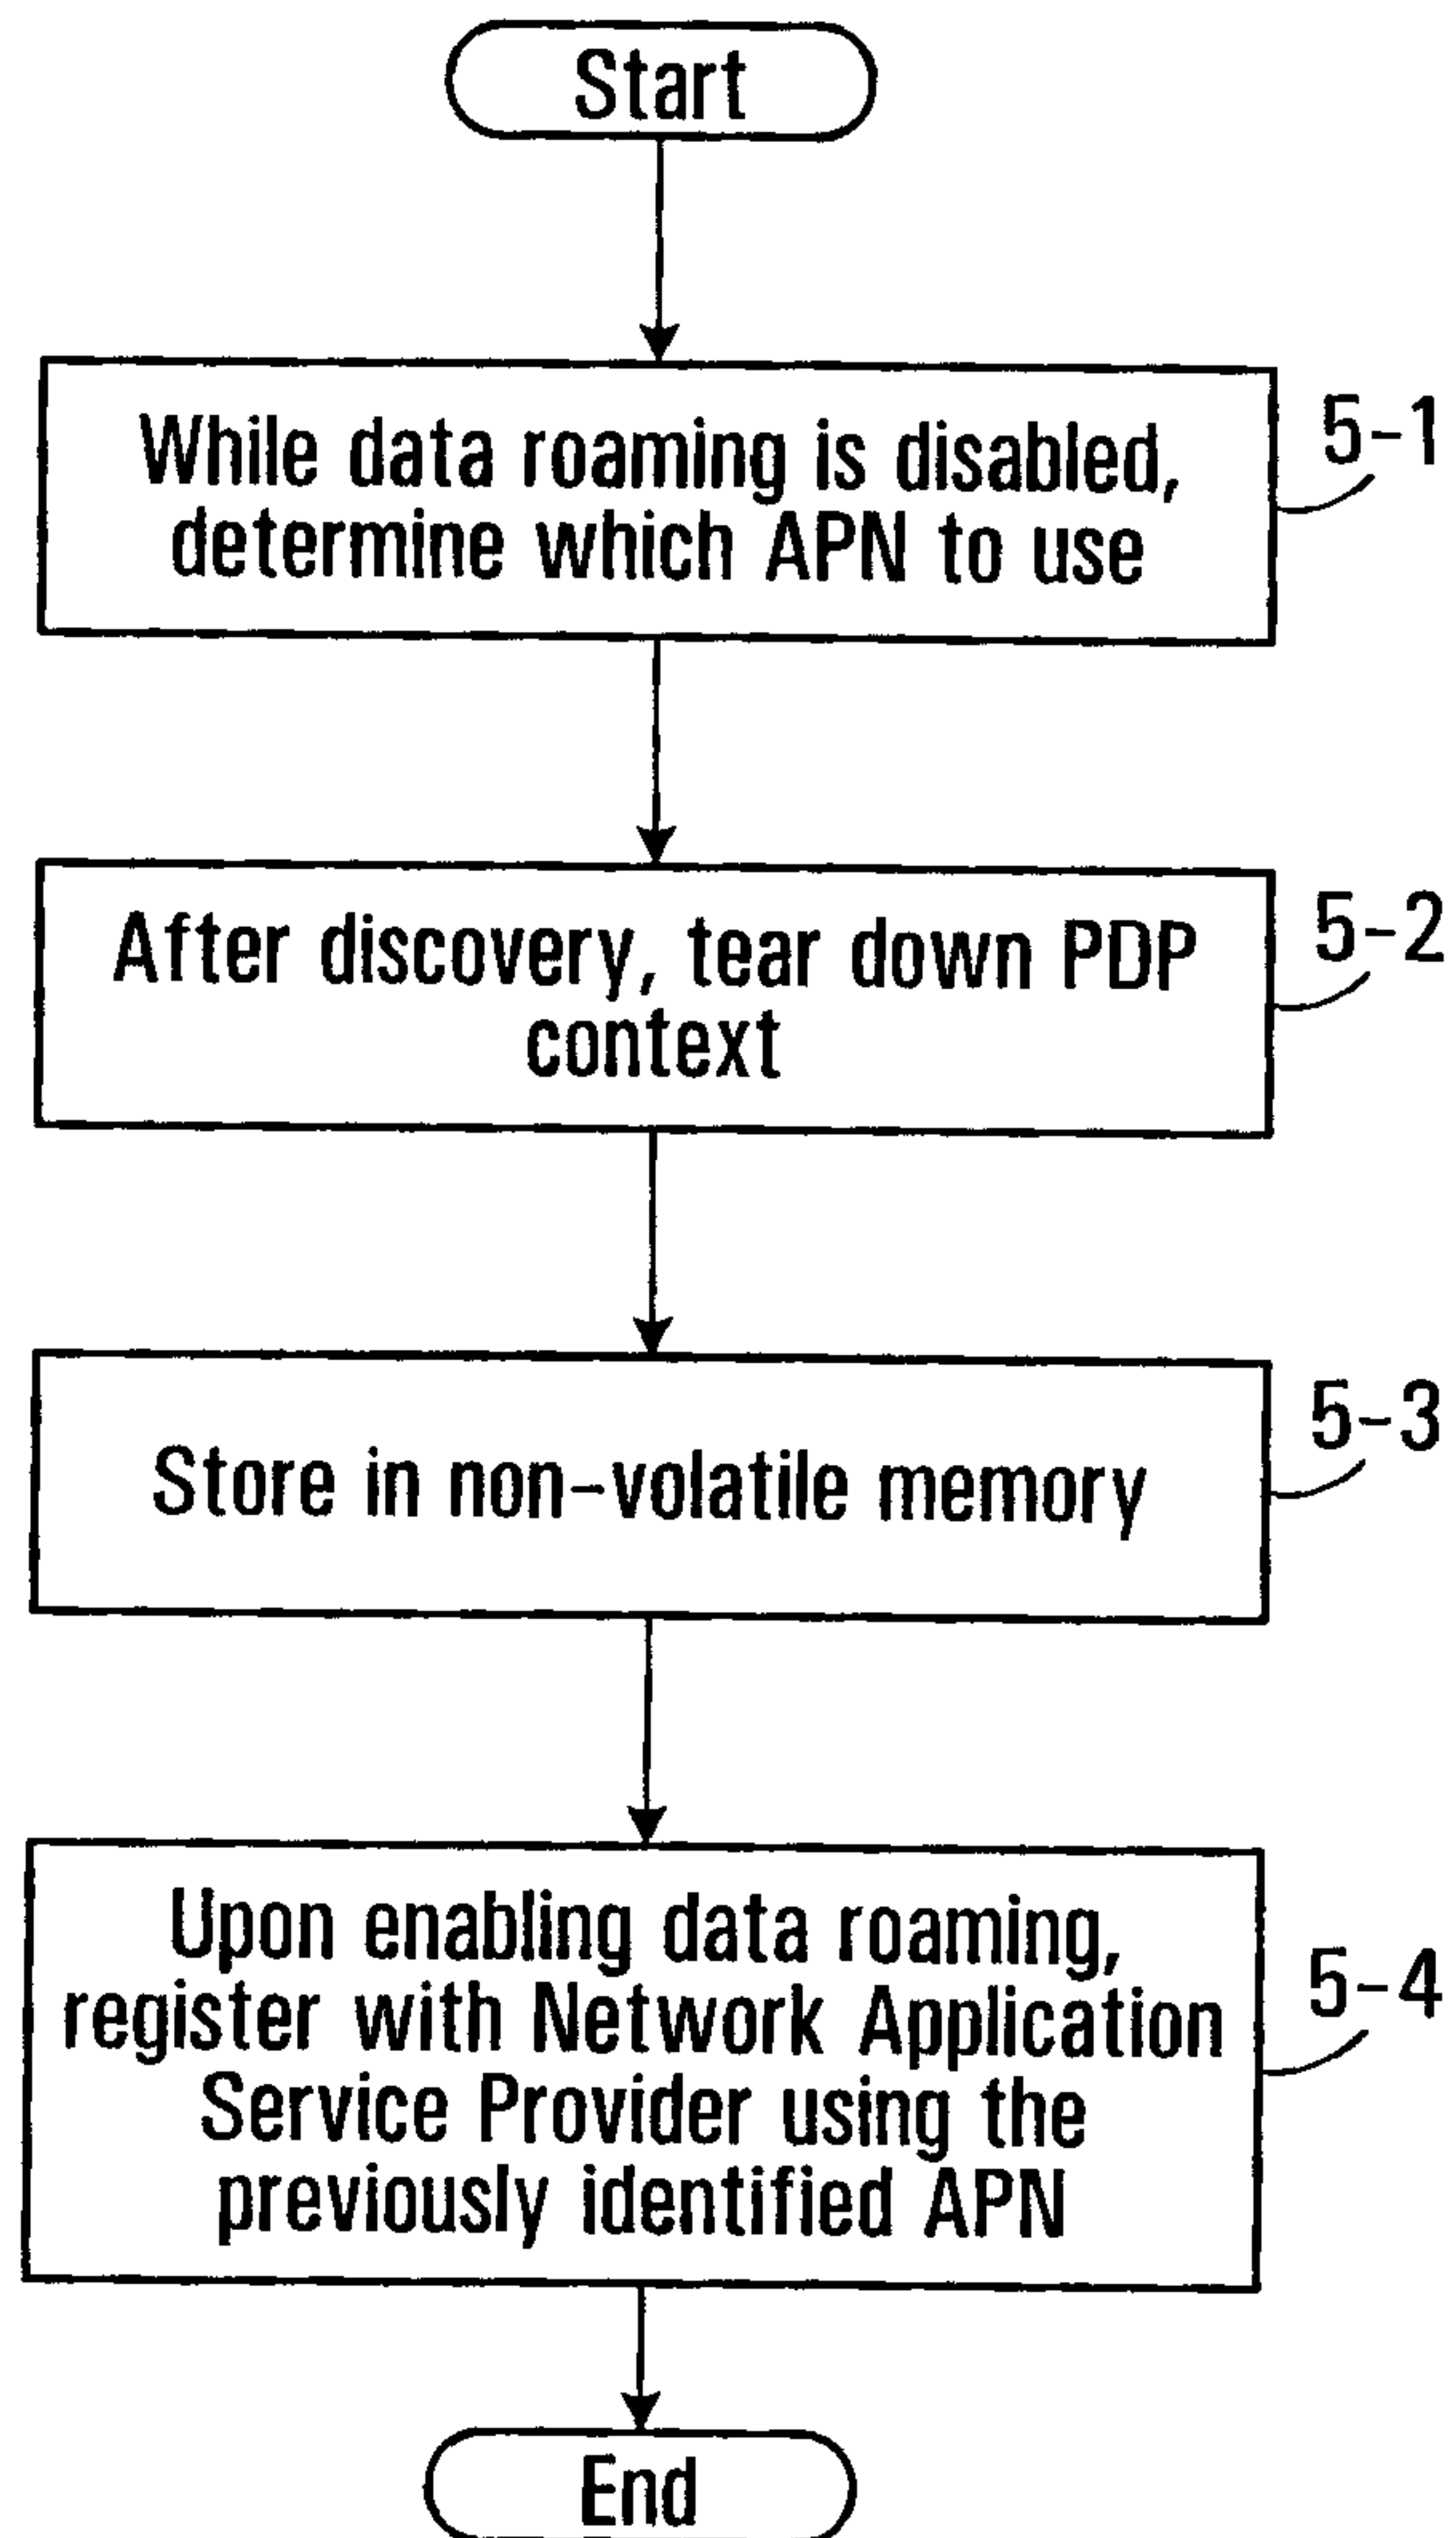 Start
While data roaming is disabled,
determine which APN to use
5-1
After discovery, tear down PDP
context
5-2
Store in non-volatile memory
5-3
Upon enabling data roaming,
register with Network Application
Service Provider using the
previously identified APN
5-4
End